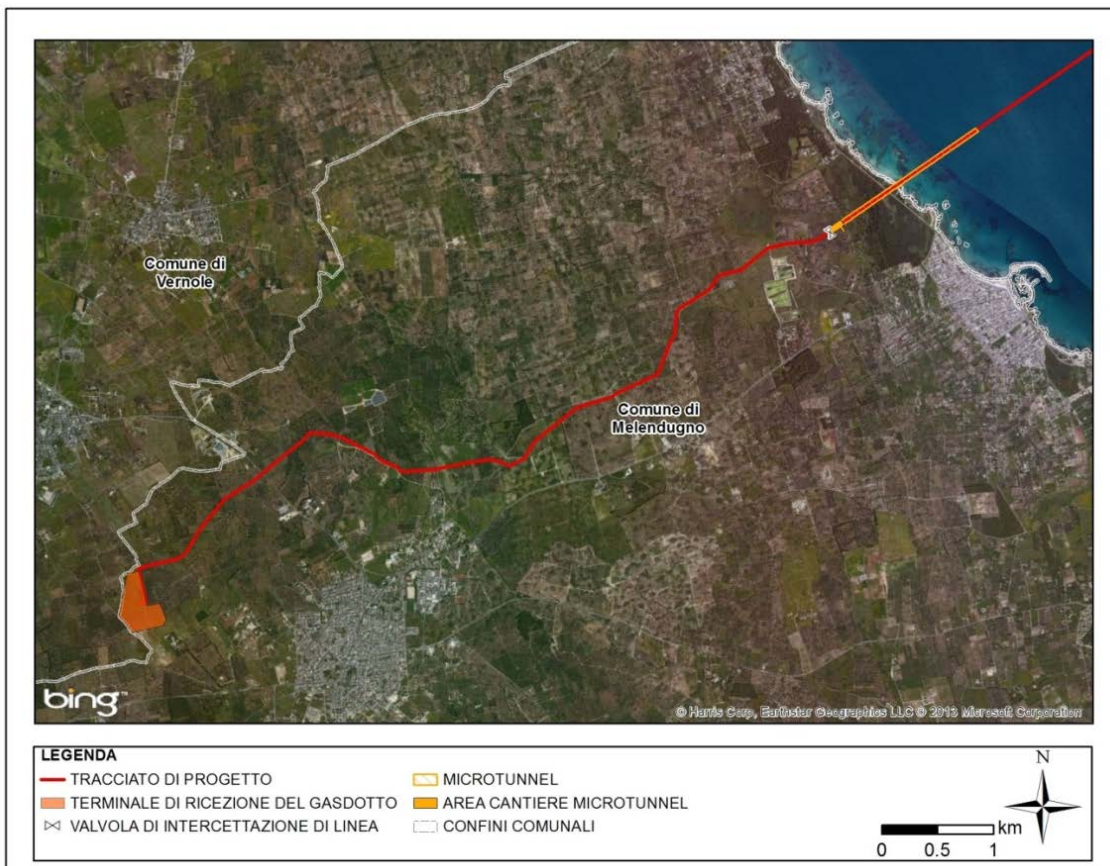 Comune di
Vernole
Comune di
Melendugno
bing™
© Harris Corp, Earthstar Geographics LLC © 2013 Microsoft Corporation
LEGENDA
TRACCIATO DI PROGETTO
TERMINALE DI RICEZIONE DEL GASDOTTO
VALVOLA DI INTERCETTAZIONE DI LINEA
MICROTUNNEL
AREA CANTIERE MICROTUNNEL
CONFINI COMUNALI
N
km
0 0.5 1